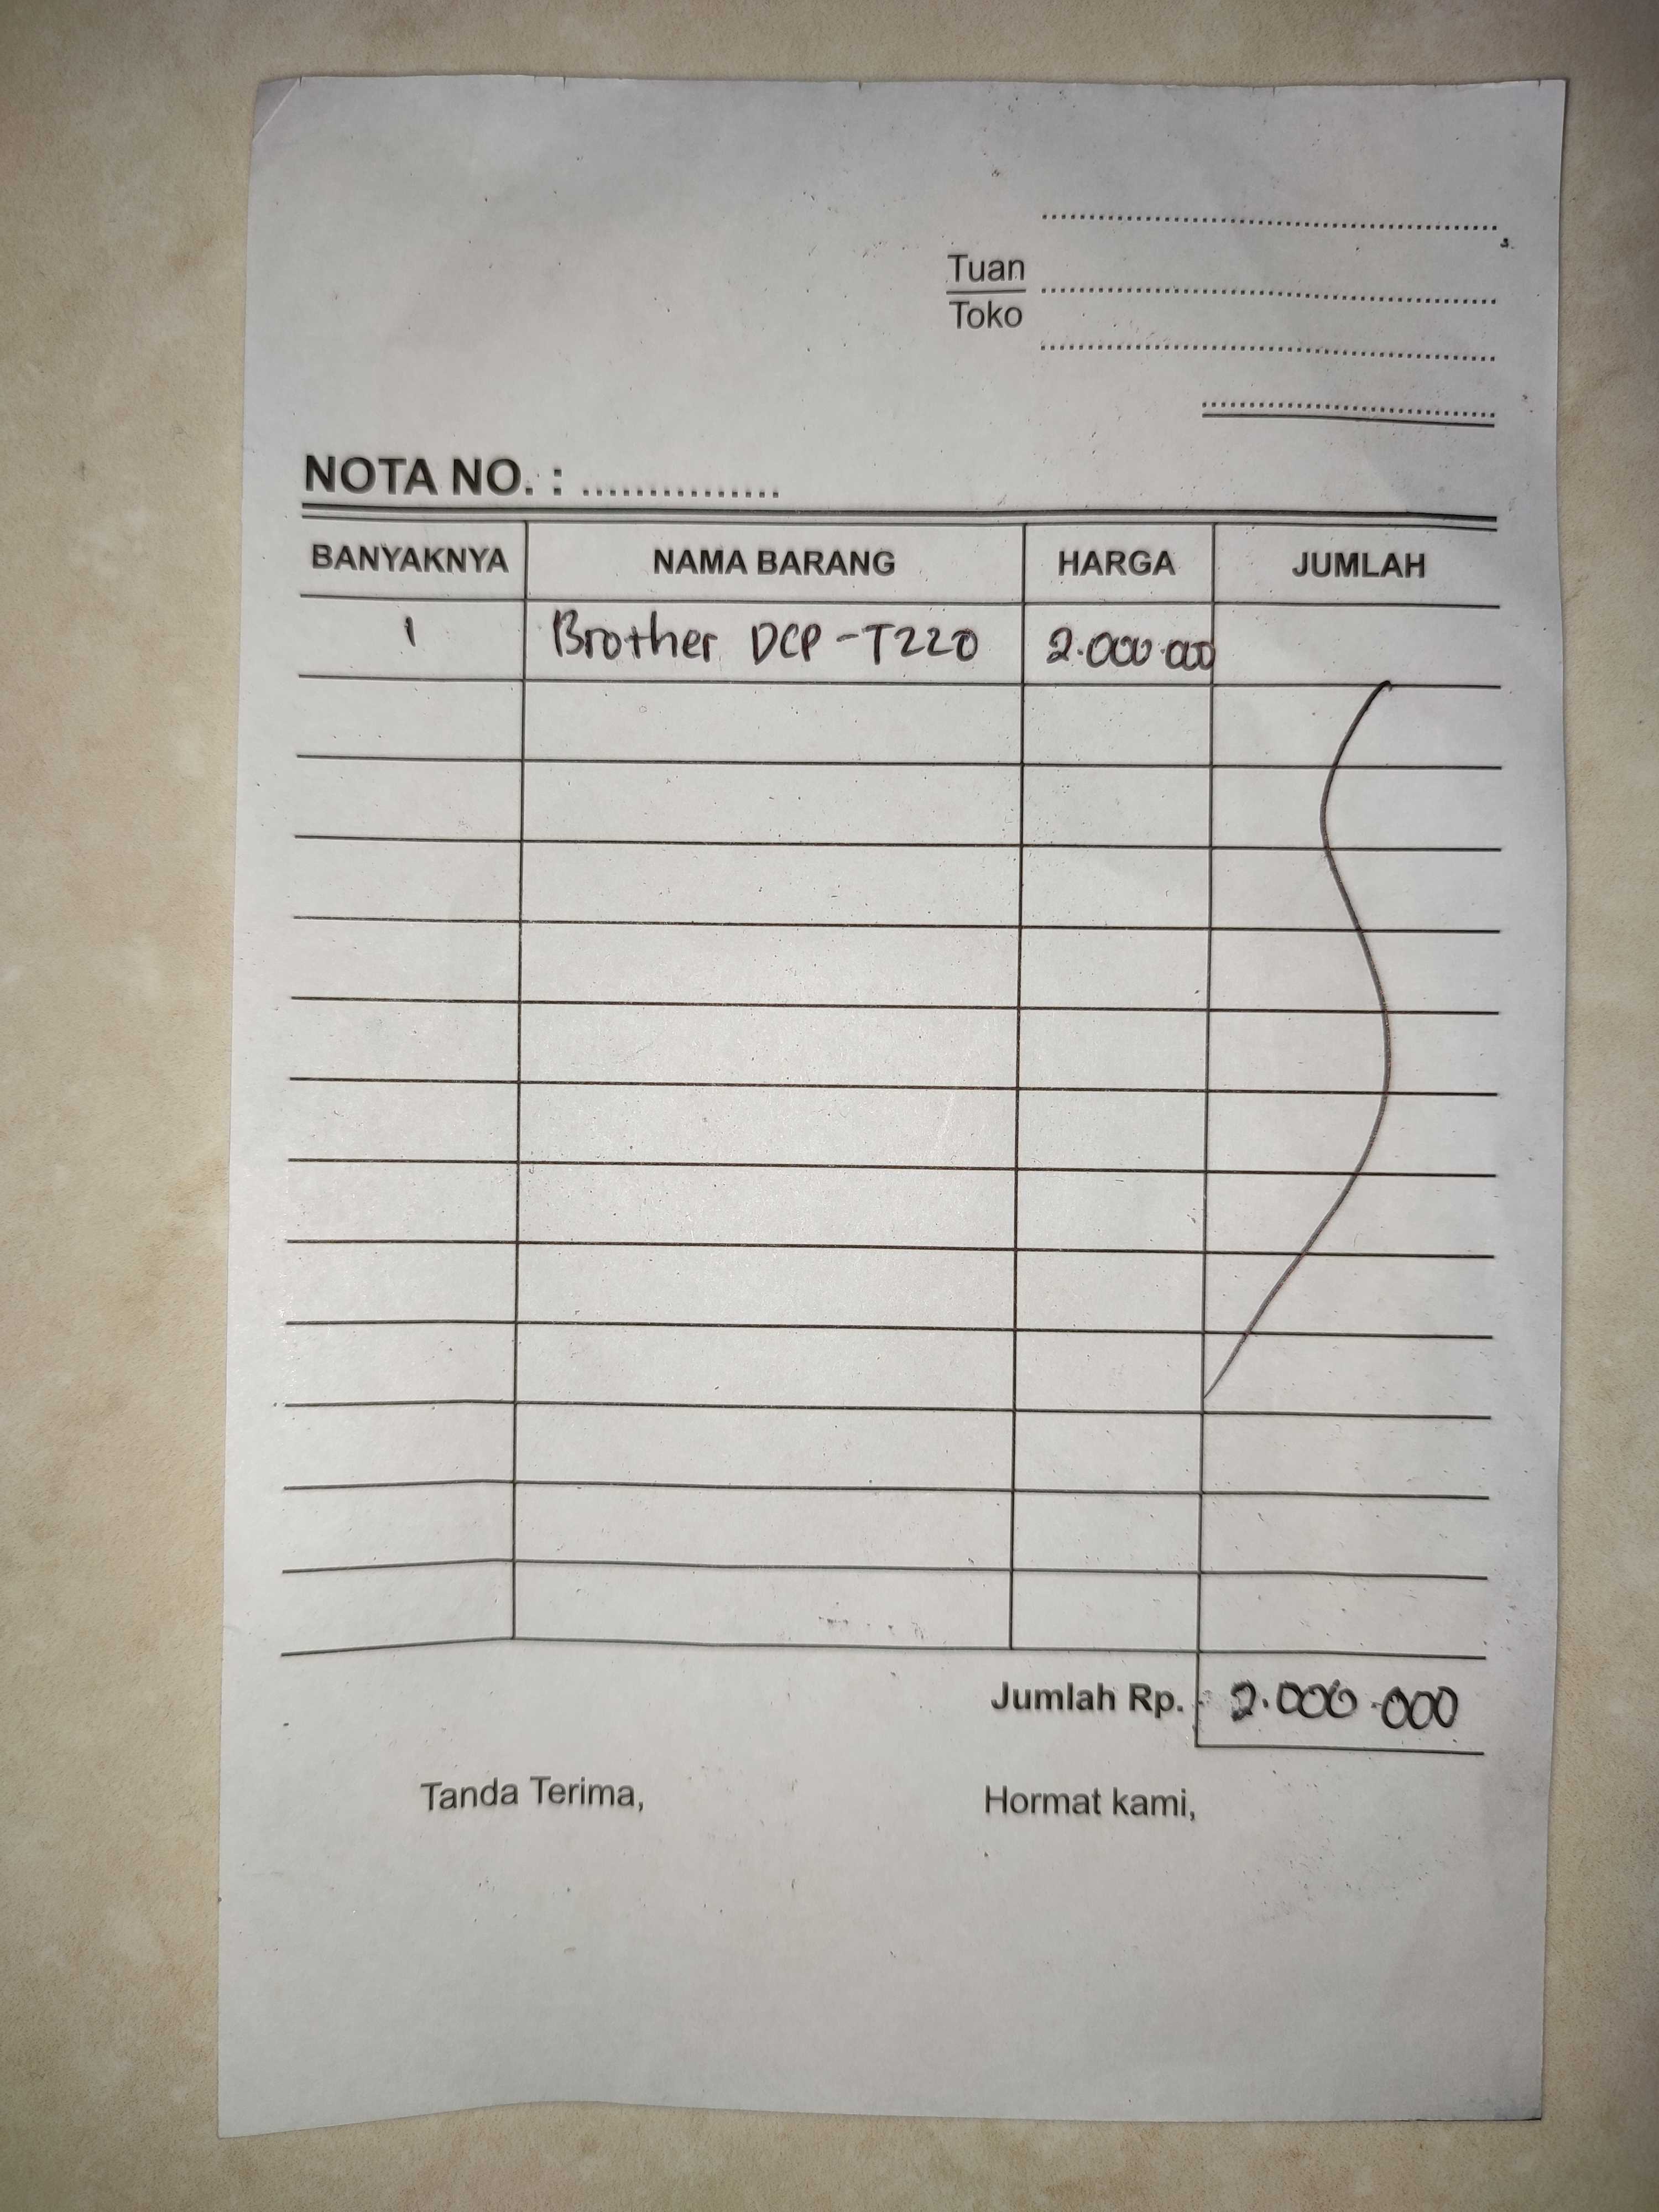 Tuan
Toko
NOTA NO. : ...............
BANYAKNYA NAMA BARANG HARGA JUMLAH
1 Brother DCP-T220 2.000.000
Jumlah Rp. 2.000.000
Tanda Terima, Hormat kami,